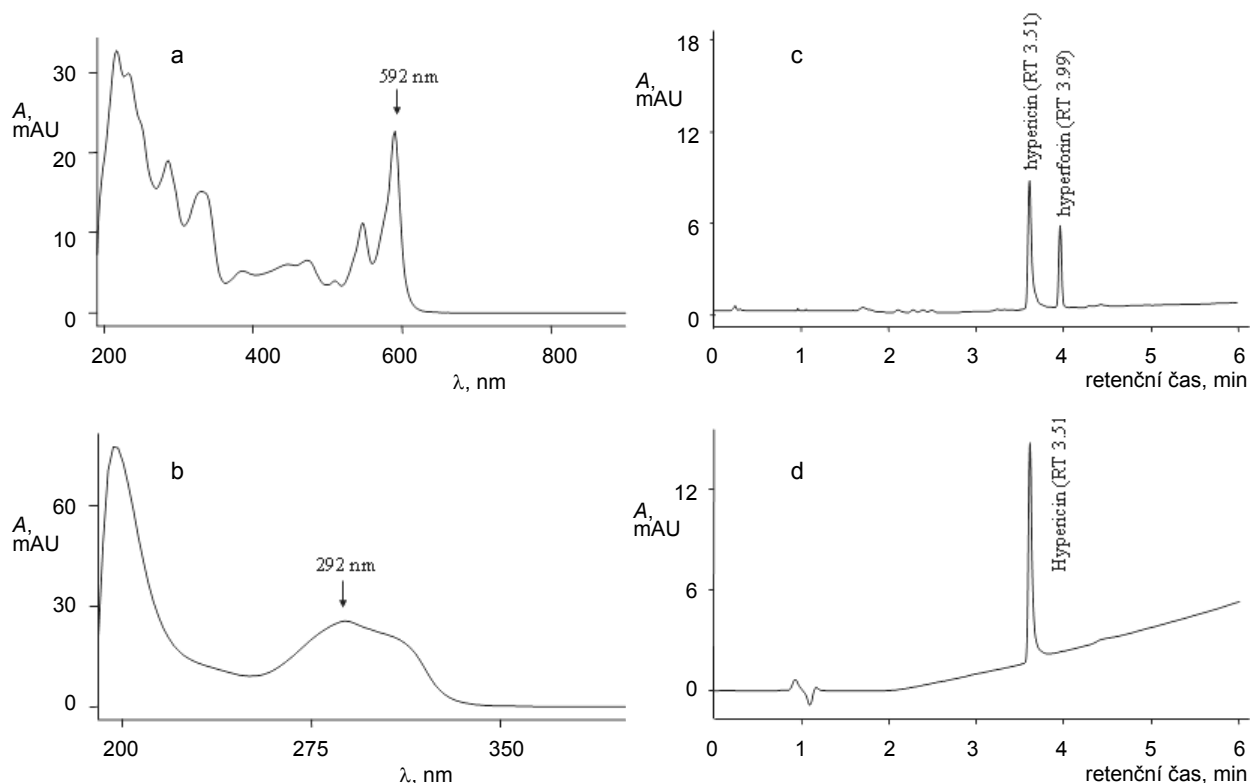 a
592 nm
30
A,
mAU
20
10
0
200
400
600
800
λ, nm
c
hypericin (RT 3.51)
hyperforin (RT 3.99)
18
A,
mAU
12
6
0
0
1
2
3
4
5
6
retenční čas, min
b
292 nm
60
A,
mAU
30
0
200
275
350
λ, nm
d
Hypericin (RT 3.51
12
A,
mAU
6
0
0
1
2
3
4
5
6
retenční čas, min